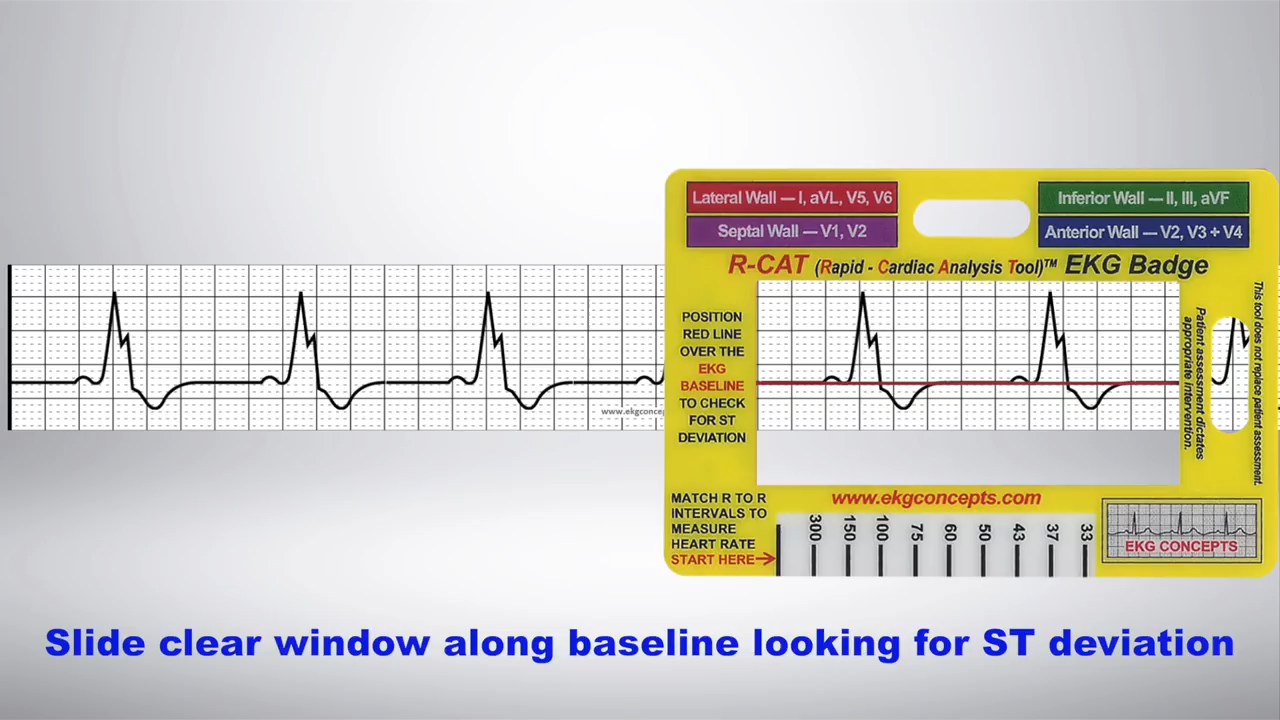 Lateral Wall — I, aVL, V5, V6
Septal Wall — V1, V2
Inferior Wall — II, III, aVF
Anterior Wall — V2, V3 + V4
R-CAT (Rapid - Cardiac Analysis Tool)™ EKG Badge
POSITION
RED LINE
OVER THE
EKG
BASELINE
TO CHECK
FOR ST
DEVIATION
This tool does not replace patient assessment.
Patient assessment dictates
appropriate intervention.
www.ekgconce
www.ekgconcepts.com
MATCH R TO R
INTERVALS TO
MEASURE
HEART RATE
START HERE
300 150 100 75 60 50 43 37 33
EKG CONCEPTS
Slide clear window along baseline looking for ST deviation